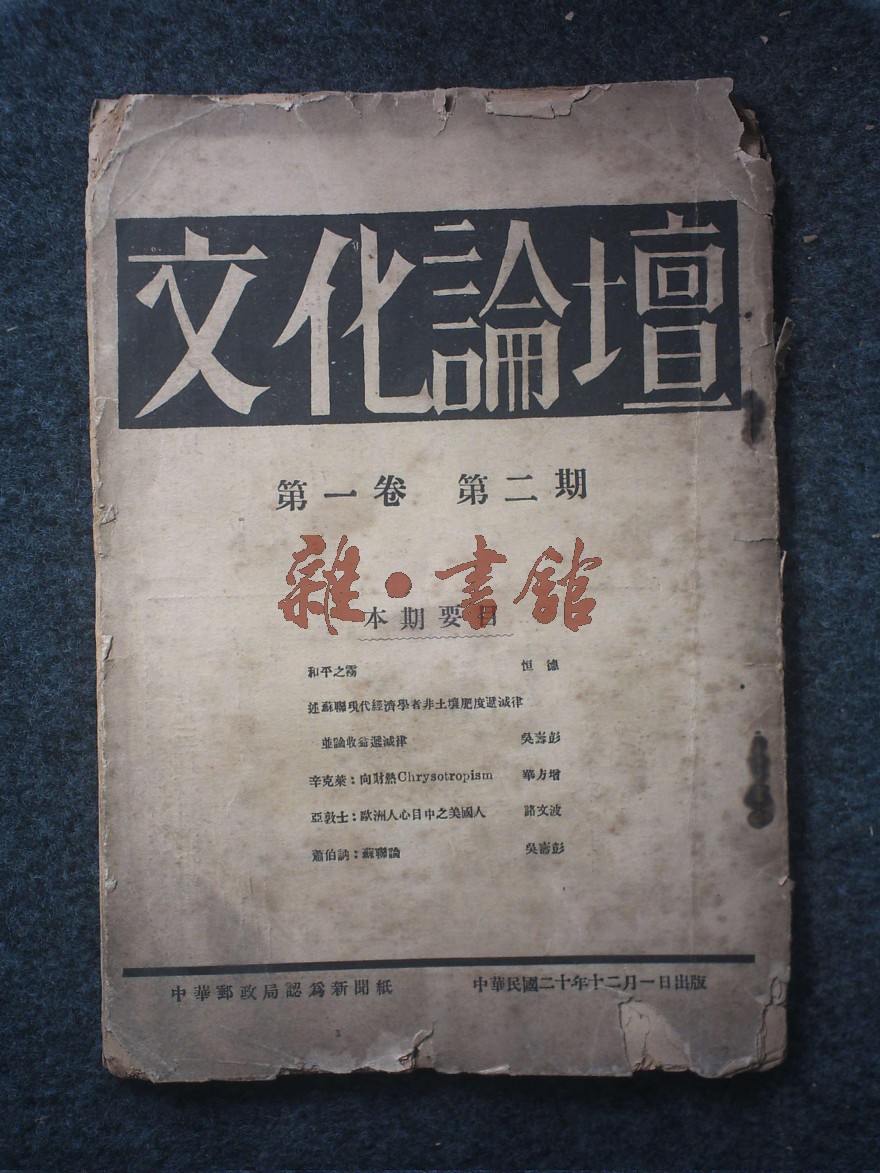 文化論壇
第一卷 第二期
雜·書館
本期要目
和平之霧 恒德
述蘇聯現代經濟學者非土壤肥度遞減律
並論收益遞減律 吳壽彭
辛克萊：向財熱Chrysotropism 華方增
亞敦士：歐洲人心目中之美國人 諸文波
蕭伯訥：蘇聯論 吳壽彭
中華郵政局認爲新聞紙 中華民國二十年十二月一日出版